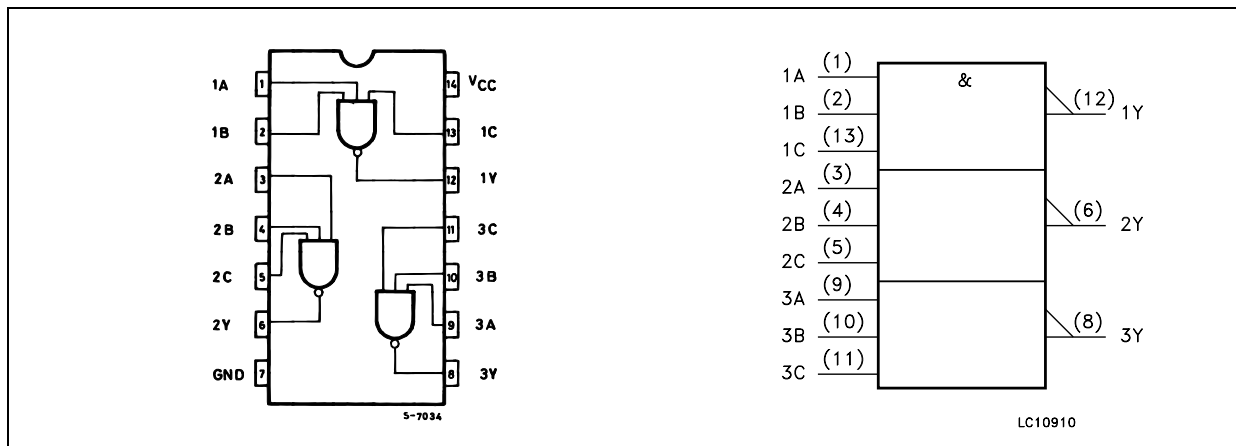 1A 1 14 VCC
1B 2 13 1C
2A 3 12 1Y
2B 4 11 3C
2C 5 10 3B
2Y 6 9 3A
GND 7 8 3Y
S-7034
&
1A (1)
1B (2)
1C (13)
2A (3)
2B (4)
2C (5)
3A (9)
3B (10)
3C (11)
(12) 1Y
(6) 2Y
(8) 3Y
LC10910